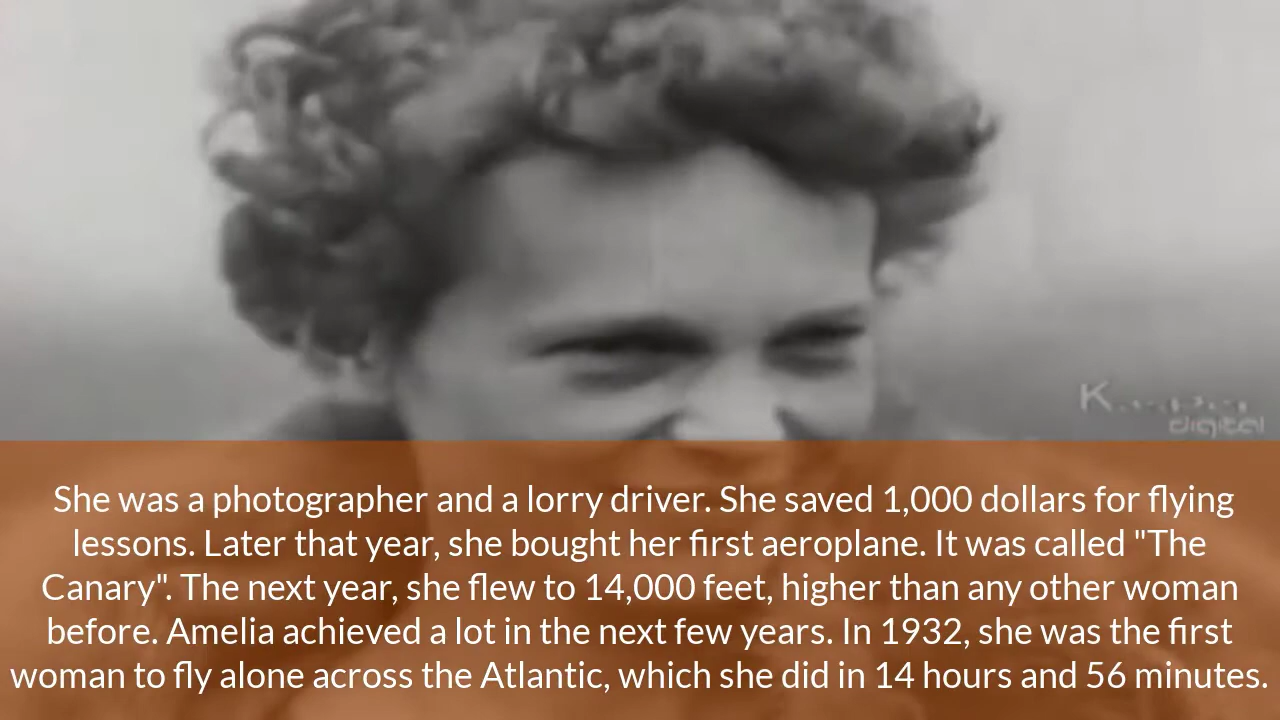 digital
She was a photographer and a lorry driver. She saved 1,000 dollars for flying
lessons. Later that year, she bought her first aeroplane. It was called "The
Canary". The next year, she flew to 14,000 feet, higher than any other woman
before. Amelia achieved a lot in the next few years. In 1932, she was the first
woman to fly alone across the Atlantic, which she did in 14 hours and 56 minutes.